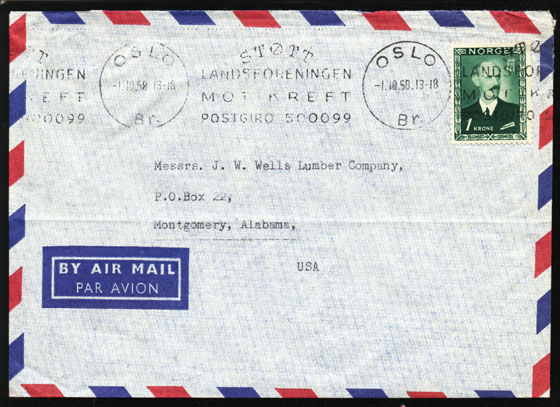 OSLO
-1.10.58 13-18
Br.
STØTT
LANDSFORENINGEN
MOT KREFT
POSTGIRO 500099
OSLO
-1.10.58.13-18
Br.
NORGE
1 KRONE
Messrs. J. W. Wells Lumber Company,
P.O.Box 22,
Montgomery, Alabama,
USA
BY AIR MAIL
PAR AVION